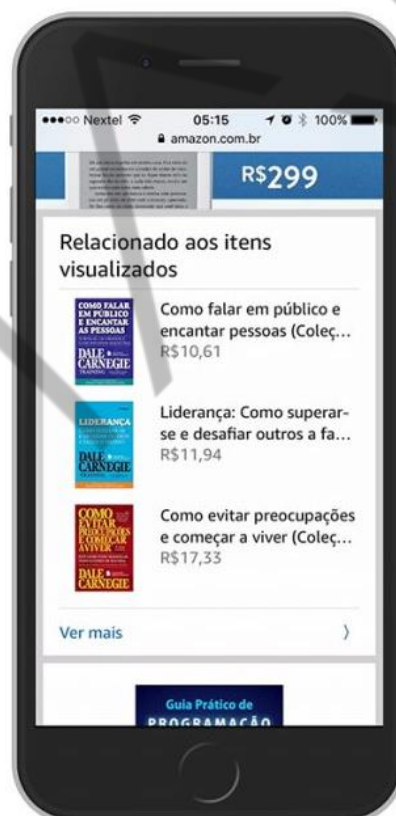 Nextel 05:15 100%
amazon.com.br
R$299
Relacionado aos itens
visualizados
COMO FALAR
EM PÚBLICO
E ENCANTAR
AS PESSOAS
DALE
CARNEGIE
TRAINING
Como falar em público e
encantar pessoas (Coleç...
R$10,61
LIDERANÇA
DALE
CARNEGIE
Liderança: Como superar-
se e desafiar outros a fa...
R$11,94
COMO
EVITAR
PREOCUPAÇÕES
E COMEÇAR
A VIVER
DALE
CARNEGIE
Como evitar preocupações
e começar a viver (Coleç...
R$17,33
Ver mais
Guia Prático de
PROGRAMAÇÃO